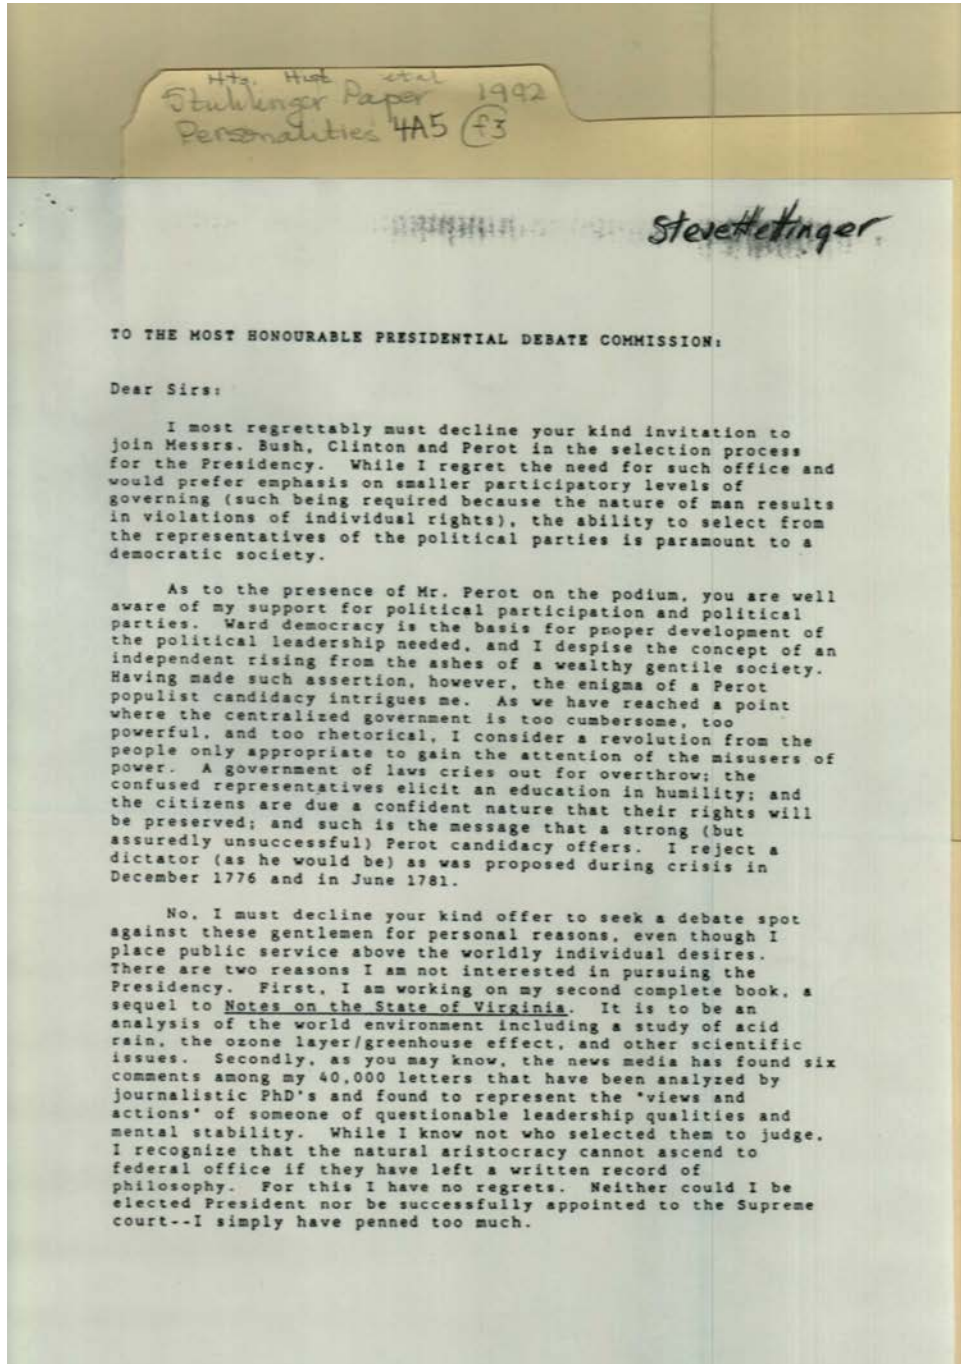 Hts. Hist etal
Stuhlinger Paper 1992
Personalities 4A5 f3
Steve Hettinger
TO THE MOST HONOURABLE PRESIDENTIAL DEBATE COMMISSION:
Dear Sirs:
I most regrettably must decline your kind invitation to
join Messrs. Bush, Clinton and Perot in the selection process
for the Presidency. While I regret the need for such office and
would prefer emphasis on smaller participatory levels of
governing (such being required because the nature of man results
in violations of individual rights), the ability to select from
the representatives of the political parties is paramount to a
democratic society.
As to the presence of Mr. Perot on the podium, you are well
aware of my support for political participation and political
parties. Ward democracy is the basis for proper development of
the political leadership needed, and I despise the concept of an
independent rising from the ashes of a wealthy gentile society.
Having made such assertion, however, the enigma of a Perot
populist candidacy intrigues me. As we have reached a point
where the centralized government is too cumbersome, too
powerful, and too rhetorical, I consider a revolution from the
people only appropriate to gain the attention of the misusers of
power. A government of laws cries out for overthrow; the
confused representatives elicit an education in humility; and
the citizens are due a confident nature that their rights will
be preserved; and such is the message that a strong (but
assuredly unsuccessful) Perot candidacy offers. I reject a
dictator (as he would be) as was proposed during crisis in
December 1776 and in June 1781.
No, I must decline your kind offer to seek a debate spot
against these gentlemen for personal reasons, even though I
place public service above the worldly individual desires.
There are two reasons I am not interested in pursuing the
Presidency. First, I am working on my second complete book, a
sequel to Notes on the State of Virginia. It is to be an
analysis of the world environment including a study of acid
rain, the ozone layer/greenhouse effect, and other scientific
issues. Secondly, as you may know, the news media has found six
comments among my 40,000 letters that have been analyzed by
journalistic PhD's and found to represent the "views and
actions" of someone of questionable leadership qualities and
mental stability. While I know not who selected them to judge,
I recognize that the natural aristocracy cannot ascend to
federal office if they have left a written record of
philosophy. For this I have no regrets. Neither could I be
elected President nor be successfully appointed to the Supreme
court--I simply have penned too much.